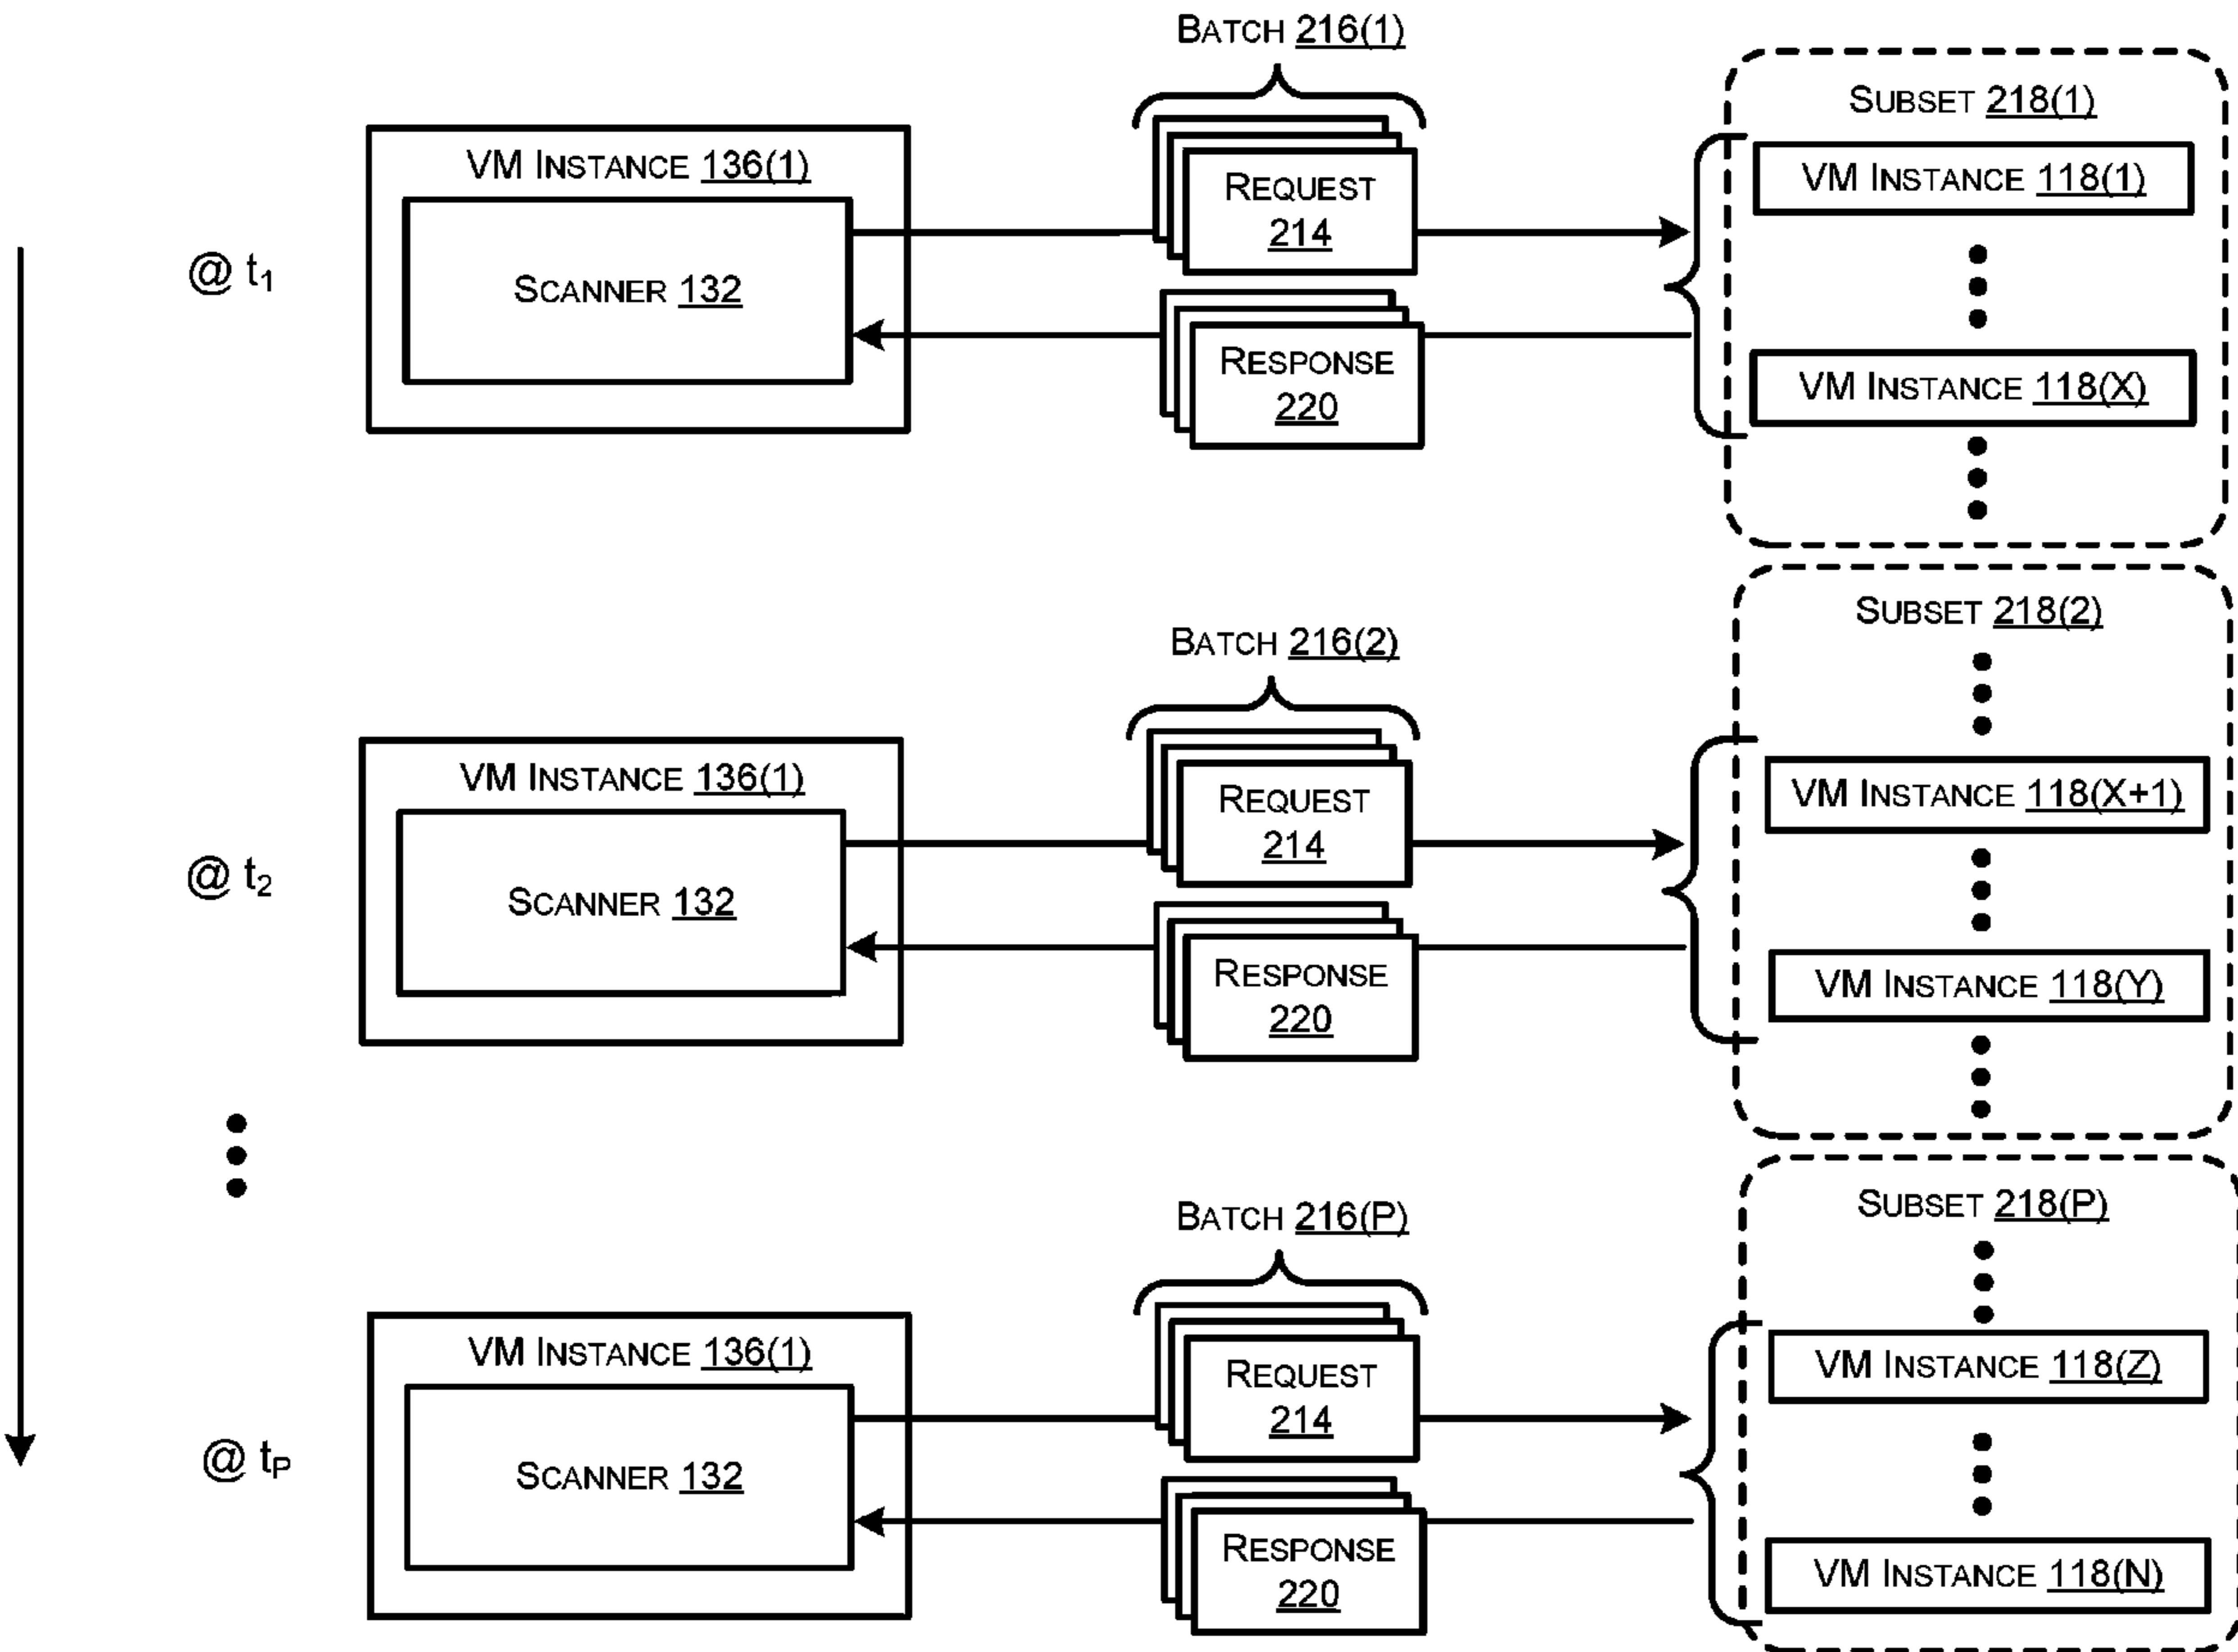 BATCH 216(1)
SUBSET 218(1)
VM INSTANCE 136(1)
REQUEST
214
VM INSTANCE 118(1)
@ t₁
SCANNER 132
RESPONSE
220
VM INSTANCE 118(X)
BATCH 216(2)
SUBSET 218(2)
VM INSTANCE 136(1)
REQUEST
214
VM INSTANCE 118(X+1)
@ t₂
SCANNER 132
RESPONSE
220
VM INSTANCE 118(Y)
BATCH 216(P)
SUBSET 218(P)
VM INSTANCE 136(1)
REQUEST
214
VM INSTANCE 118(Z)
@ tP
SCANNER 132
RESPONSE
220
VM INSTANCE 118(N)